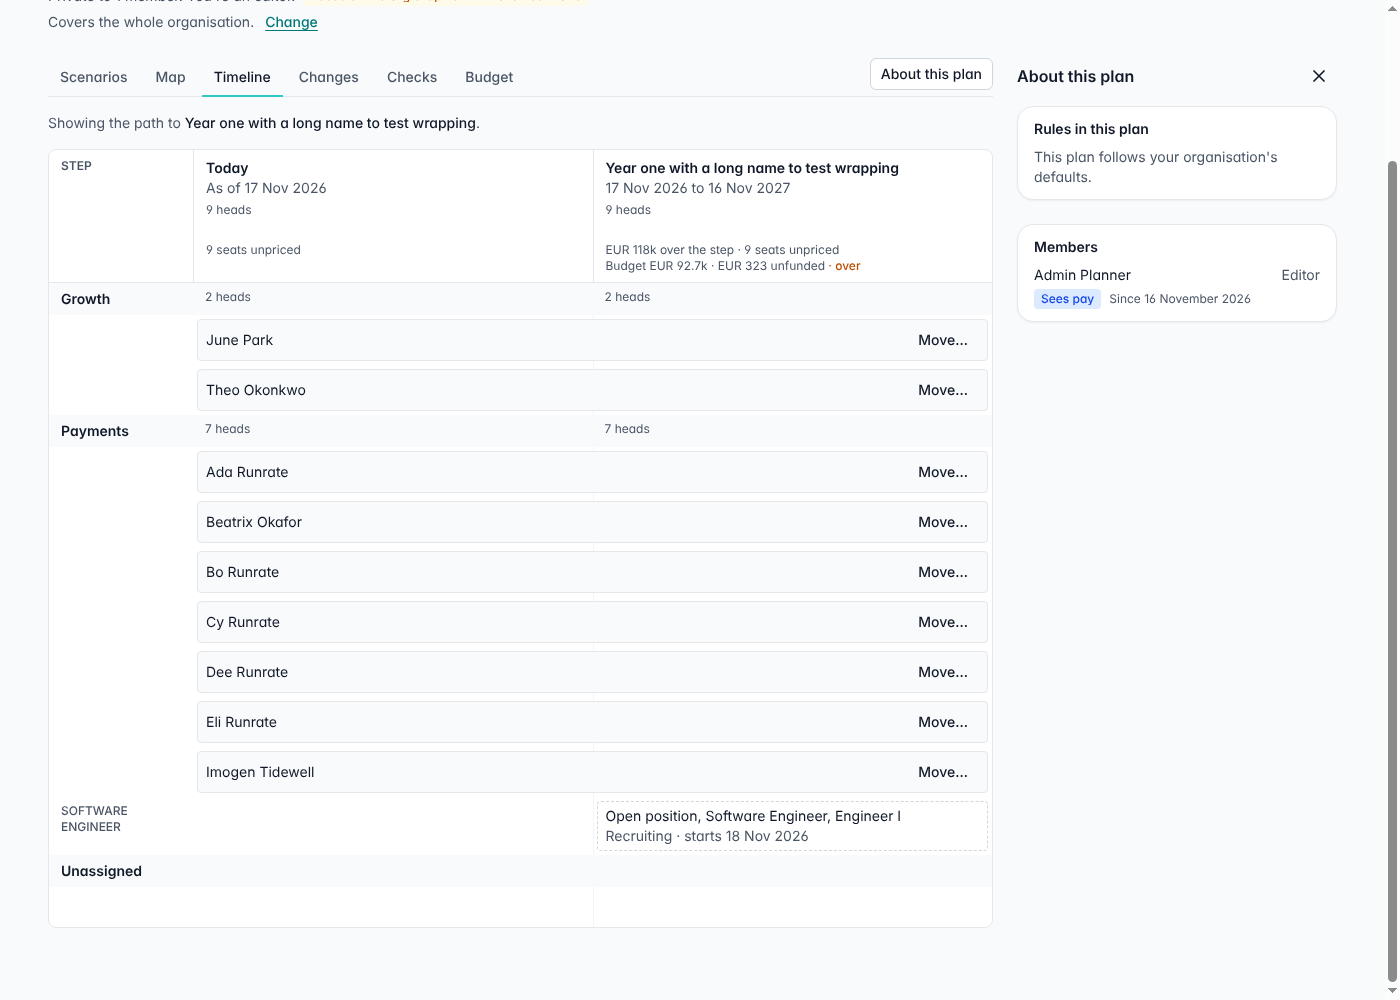 Covers the whole organisation. Change
Scenarios Map Timeline Changes Checks Budget
About this plan
Showing the path to Year one with a long name to test wrapping.
STEP
Today
As of 17 Nov 2026
9 heads
9 seats unpriced
Year one with a long name to test wrapping
17 Nov 2026 to 16 Nov 2027
9 heads
EUR 118k over the step · 9 seats unpriced
Budget EUR 92.7k · EUR 323 unfunded · over
Growth 2 heads 2 heads
June Park Move...
Theo Okonkwo Move...
Payments 7 heads 7 heads
Ada Runrate Move...
Beatrix Okafor Move...
Bo Runrate Move...
Cy Runrate Move...
Dee Runrate Move...
Eli Runrate Move...
Imogen Tidewell Move...
SOFTWARE
ENGINEER
Open position, Software Engineer, Engineer I
Recruiting · starts 18 Nov 2026
Unassigned
About this plan
Rules in this plan
This plan follows your organisation's
defaults.
Members
Admin Planner Editor
Sees pay Since 16 November 2026